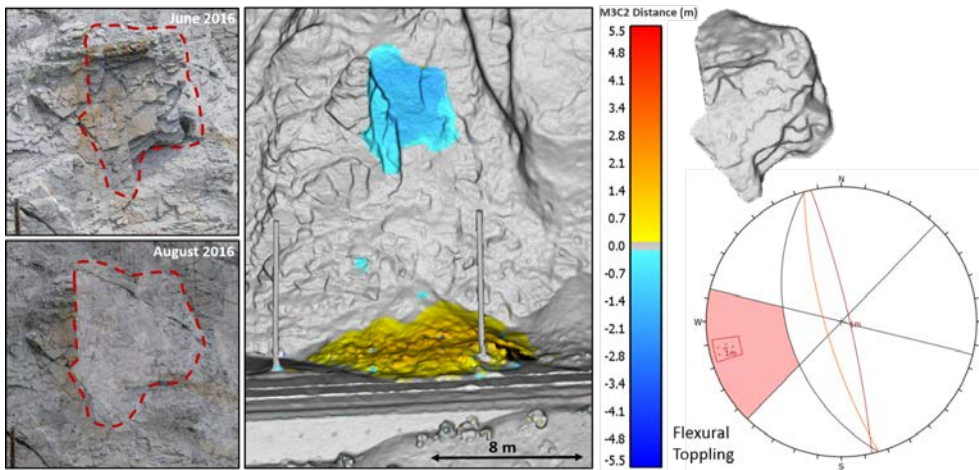 June 2016
August 2016
8 m
M3C2 Distance (m)
5.5
4.8
4.1
3.4
2.8
2.1
1.4
0.7
0.0
-0.7
-1.4
-2.1
-2.8
-3.4
-4.1
-4.8
-5.5
N
W
S
1m
2m
Flexural
Toppling